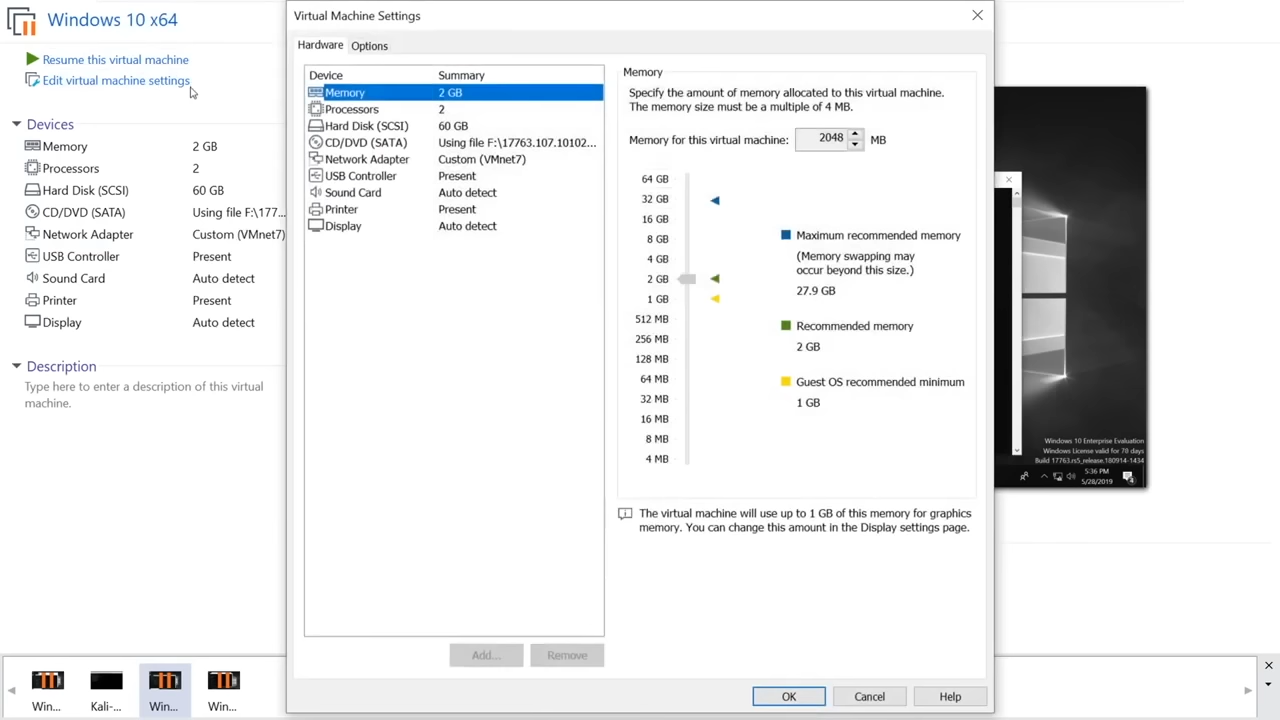 Windows 10 x64
Resume this virtual machine
Edit virtual machine settings
Devices
Memory 2 GB
Processors 2
Hard Disk (SCSI) 60 GB
CD/DVD (SATA) Using file F:\177...
Network Adapter Custom (VMnet7)
USB Controller Present
Sound Card Auto detect
Printer Present
Display Auto detect
Description
Type here to enter a description of this virtual
machine.
Virtual Machine Settings
Hardware Options
Device Summary
Memory 2 GB
Processors 2
Hard Disk (SCSI) 60 GB
CD/DVD (SATA) Using file F:\17763.107.10102...
Network Adapter Custom (VMnet7)
USB Controller Present
Sound Card Auto detect
Printer Present
Display Auto detect
Add... Remove
Memory
Specify the amount of memory allocated to this virtual machine.
The memory size must be a multiple of 4 MB.
Memory for this virtual machine: 2048 MB
64 GB
32 GB
16 GB
8 GB
4 GB
2 GB
1 GB
512 MB
256 MB
128 MB
64 MB
32 MB
16 MB
8 MB
4 MB
Maximum recommended memory
(Memory swapping may
occur beyond this size.)
27.9 GB
Recommended memory
2 GB
Guest OS recommended minimum
1 GB
The virtual machine will use up to 1 GB of this memory for graphics
memory. You can change this amount in the Display settings page.
OK Cancel Help
Windows 10 Enterprise Evaluation
Windows License valid for 70 days
Build 17763.rs5_release.180914-1434
5:36 PM
5/28/2019
Win... Kali-... Win... Win...